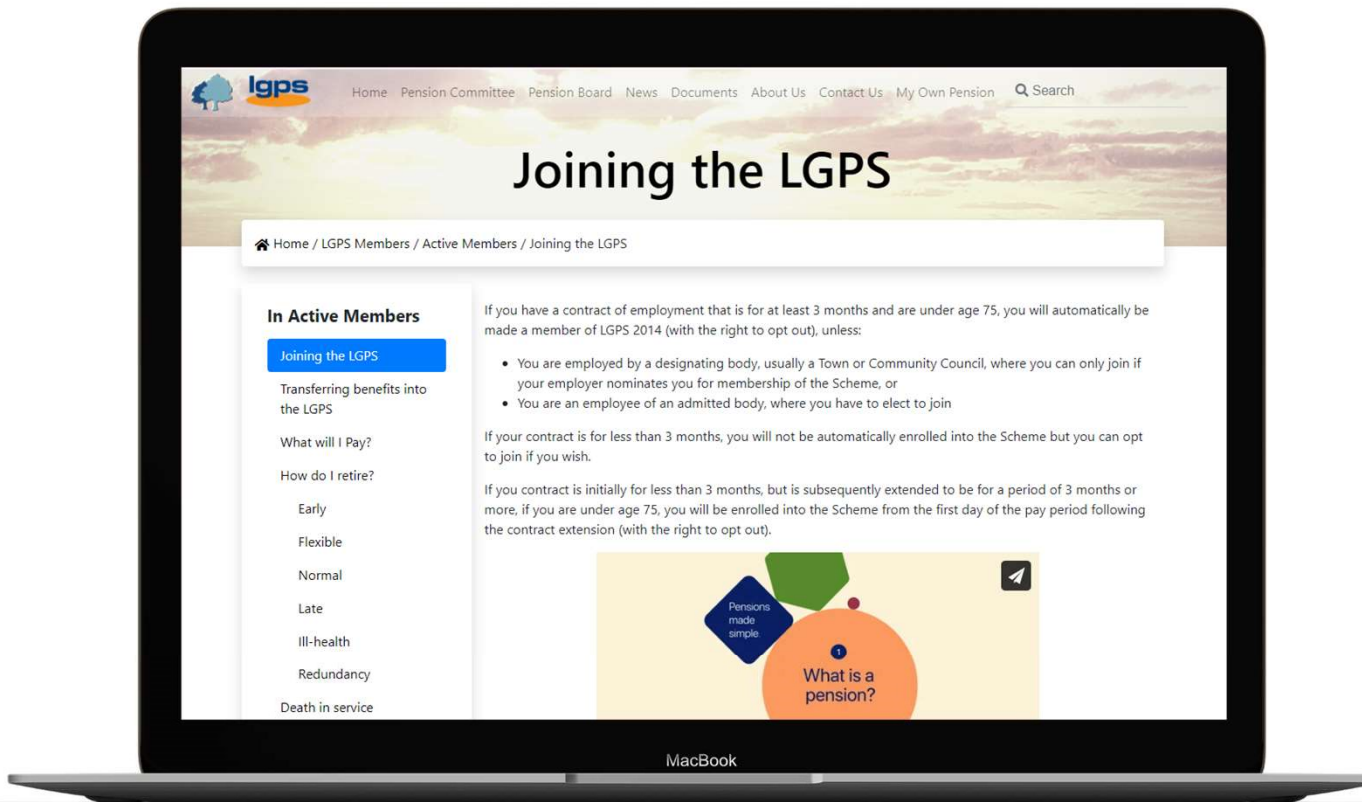 lgps
Home Pension Committee Pension Board News Documents About Us Contact Us My Own Pension Search
Joining the LGPS
Home / LGPS Members / Active Members / Joining the LGPS
In Active Members
Joining the LGPS
Transferring benefits into
the LGPS
What will I Pay?
How do I retire?
Early
Flexible
Normal
Late
Ill-health
Redundancy
Death in service
If you have a contract of employment that is for at least 3 months and are under age 75, you will automatically be
made a member of LGPS 2014 (with the right to opt out), unless:
• You are employed by a designating body, usually a Town or Community Council, where you can only join if
your employer nominates you for membership of the Scheme, or
• You are an employee of an admitted body, where you have to elect to join
If your contract is for less than 3 months, you will not be automatically enrolled into the Scheme but you can opt
to join if you wish.
If you contract is initially for less than 3 months, but is subsequently extended to be for a period of 3 months or
more, if you are under age 75, you will be enrolled into the Scheme from the first day of the pay period following
the contract extension (with the right to opt out).
Pensions
made
simple.
1
What is a
pension?
MacBook